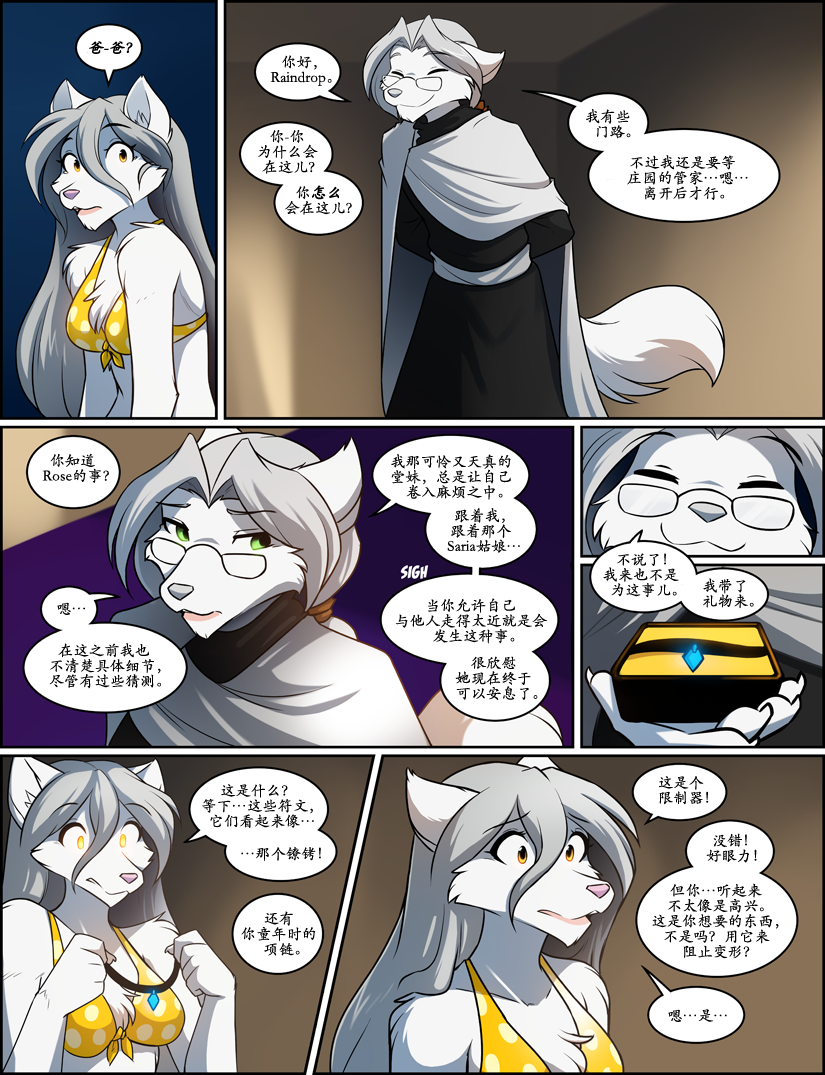 爸-爸？
你好，
Raindrop。
你-你
为什么会
在这儿？
你怎么
会在这儿？
我有些
门路。
不过我还是要等
庄园的管家…嗯…
离开后才行。
你知道
Rose的事？
嗯…
在这之前我也
不清楚具体细节，
尽管有过些猜测。
我那可怜又天真的
堂妹，总是让自己
卷入麻烦之中。
跟着我，
跟着那个
Saria姑娘…
SIGH
当你允许自己
与他人走得太近就是会
发生这种事。
很欣慰
她现在终于
可以安息了。
不说了！
我来也不是
为这事儿。
我带了
礼物来。
这是什么？
等下…这些符文，
它们看起来像…
…那个镣铐！
还有
你童年时的
项链。
这是个
限制器！
没错！
好眼力！
但你…听起来
不太像是高兴。
这是你想要的东西，
不是吗？用它来
阻止变形？
嗯…是…